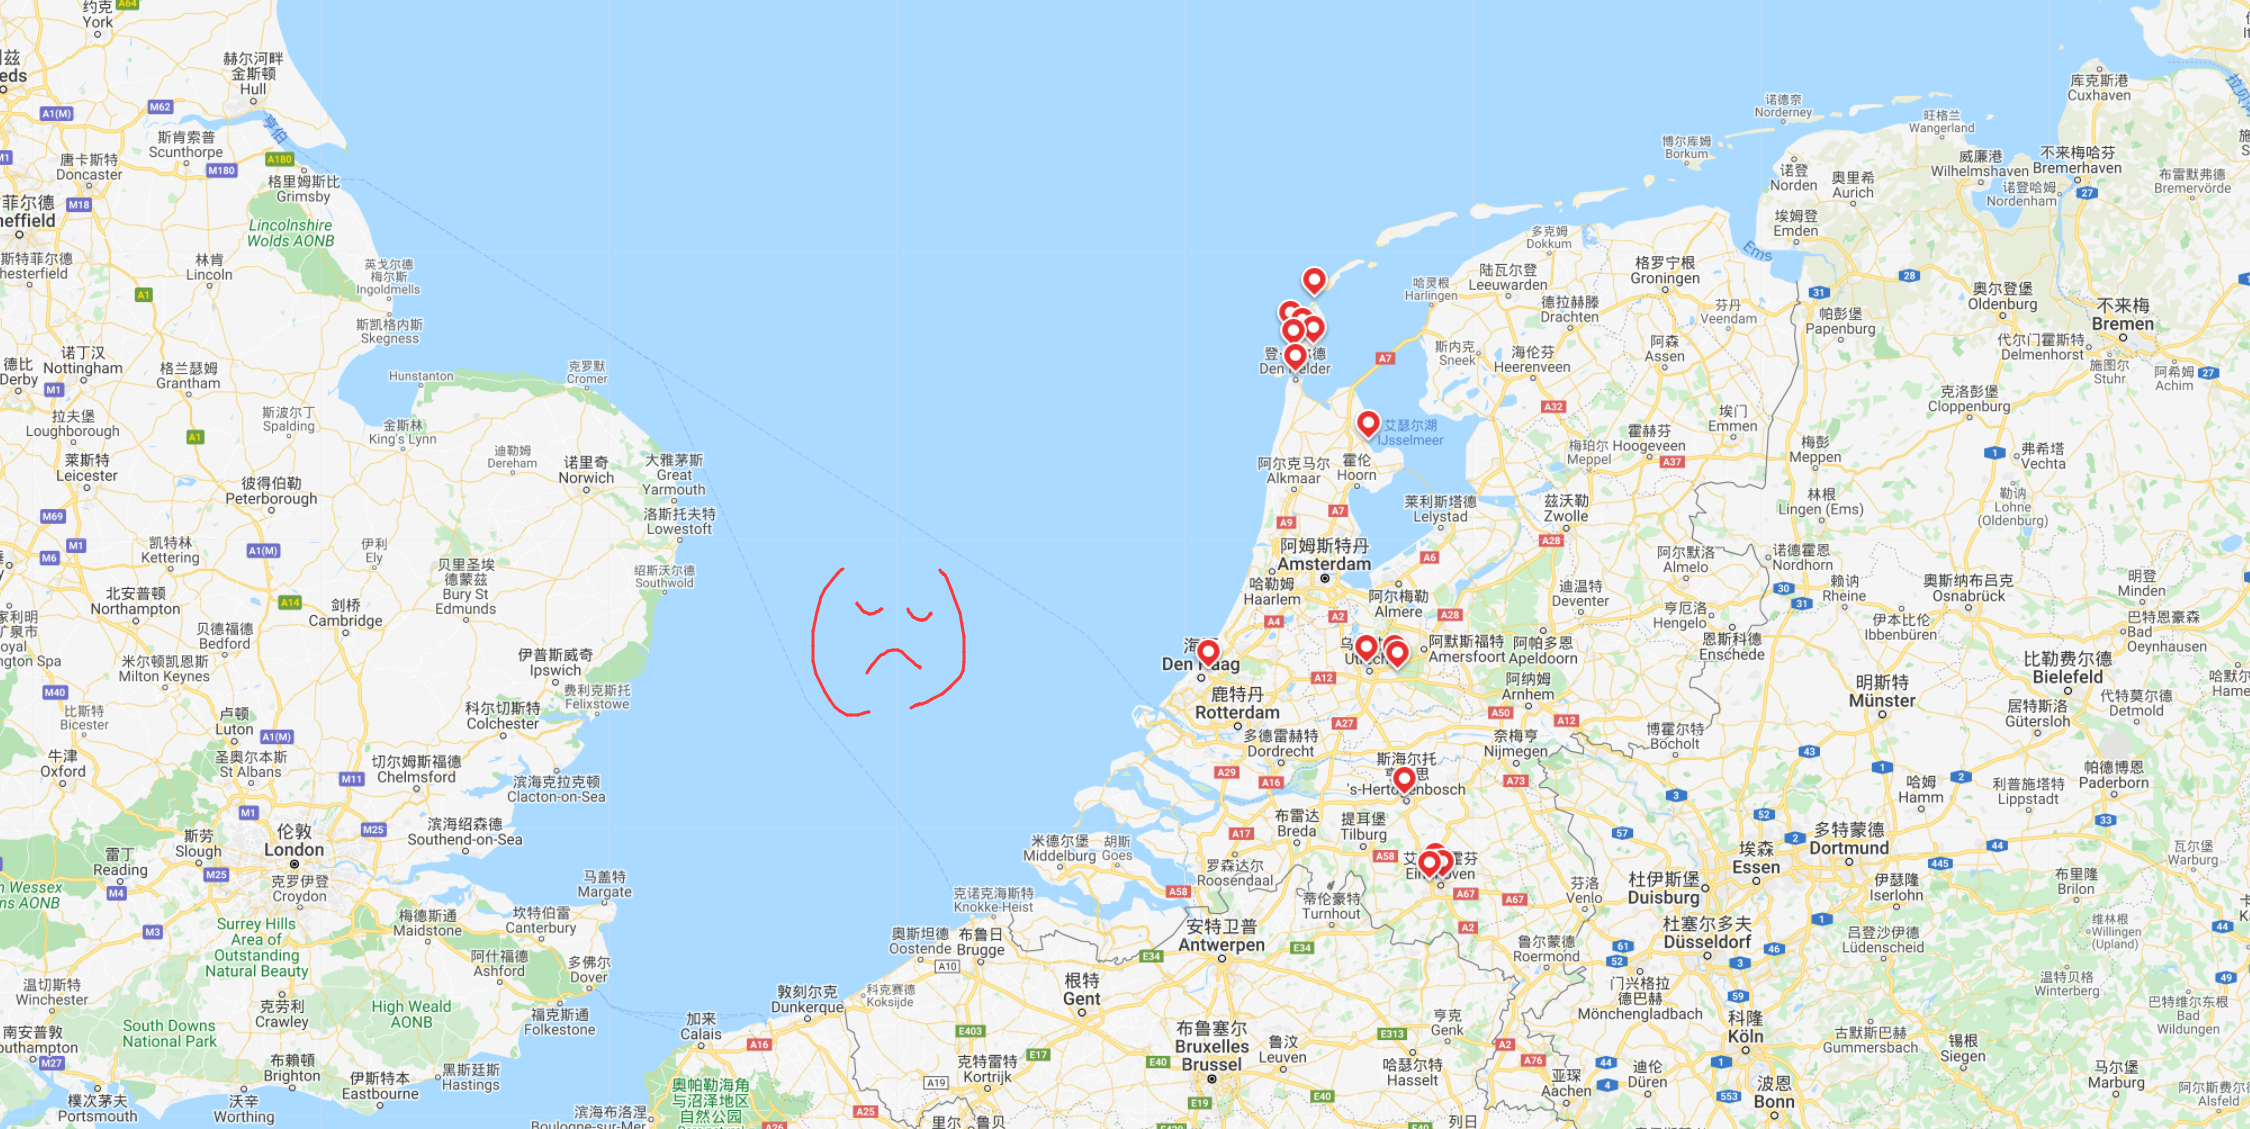 约克
York
A64
赫尔河畔
金斯顿
Hull
亨伯
eds
A1(M)
M62
斯肯索普
Scunthorpe
M180
A180
唐卡斯特
Doncaster
M18
格里姆斯比
Grimsby
菲尔德
heffield
Lincolnshire
Wolds AONB
斯特菲尔德
hesterfield
林肯
Lincoln
英戈尔德
梅尔斯
Ingoldmells
A1
斯凯格内斯
Skegness
德比
Derby
诺丁汉
Nottingham
M1
格兰瑟姆
Grantham
Hunstanton
克罗默
Cromer
拉夫堡
Loughborough
A1
斯波尔丁
Spalding
金斯林
King's Lynn
迪勒姆
Dereham
诺里奇
Norwich
大雅茅斯
Great
Yarmouth
莱斯特
Leicester
彼得伯勒
Peterborough
洛斯托夫特
Lowestoft
M69
M1
M6
凯特林
Kettering
A1(M)
伊利
Ely
贝里圣埃
德蒙兹
Bury St
Edmunds
绍斯沃尔德
Southwold
北安普顿
Northampton
A14
剑桥
Cambridge
贝德福德
Bedford
米尔顿凯恩斯
Milton Keynes
伊普斯威奇
Ipswich
费利克斯托
Felixstowe
M40
比斯特
Bicester
卢顿
Luton
A1(M)
科尔切斯特
Colchester
牛津
Oxford
圣奥尔本斯
St Albans
M11
切尔姆斯福德
Chelmsford
滨海克拉克顿
Clacton-on-Sea
M1
M25
斯劳
Slough
伦敦
London
滨海绍森德
Southend-on-Sea
雷丁
Reading
M4
M25
克罗伊登
Croydon
马盖特
Margate
h Wessex
ns AONB
M3
Surrey Hills
Area of
Outstanding
Natural Beauty
梅德斯通
Maidstone
坎特伯雷
Canterbury
阿什福德
Ashford
多佛尔
Dover
温切斯特
Winchester
克劳利
Crawley
High Weald
AONB
福克斯通
Folkestone
南安普敦
outhampton
M27
South Downs
National Park
布赖顿
Brighton
伊斯特本
Eastbourne
黑斯廷斯
Hastings
朴次茅夫
Portsmouth
沃辛
Worthing
加来
Calais
敦刻尔克
Dunkerque
A16
奥帕勒海角
与沼泽地区
自然公园
滨海布洛涅
Boulogne-sur-Mer
A25
A26
科克赛德
Koksijde
奥斯坦德
Oostende
布鲁日
Brugge
A10
克诺克海斯特
Knokke-Heist
米德尔堡
Middelburg
胡斯
Goes
根特
Gent
E403
E17
克特雷特
Kortrijk
A19
里尔
鲁贝
E34
安特卫普
Antwerpen
E34
布鲁塞尔
Bruxelles
Brussel
E40
E19
鲁汶
Leuven
E313
E40
哈瑟尔特
Hasselt
亨克
Genk
A2
A76
列日
亚琛
Aachen
登
德
Den
elder
A7
艾瑟尔湖
IJsselmeer
阿尔克马尔
Alkmaar
霍伦
Hoorn
A9
A7
莱利斯塔德
Lelystad
阿姆斯特丹
Amsterdam
A6
哈勒姆
Haarlem
阿尔梅勒
Almere
A4
A2
A28
海
Den
aag
Utrech
阿默斯福特
Amersfoort
阿帕多恩
Apeldoorn
A12
鹿特丹
Rotterdam
阿纳姆
Arnhem
A50
A12
A27
多德雷赫特
Dordrecht
奈梅亨
Nijmegen
A29
A16
斯海尔托
's-Hertogenbosch
A73
布雷达
Breda
提耳堡
Tilburg
A17
A58
罗森达尔
Roosendaal
A58
艾
霍芬
A67
A67
蒂伦豪特
Turnhout
A2
芬洛
Venlo
鲁尔蒙德
Roermond
哈灵根
Harlingen
陆瓦尔登
Leeuwarden
多克姆
Dokkum
格罗宁根
Groningen
德拉赫滕
Drachten
芬丹
Veendam
斯内克
Sneek
海伦芬
Heerenveen
阿森
Assen
A32
埃门
Emmen
梅珀尔
Meppel
霍赫芬
Hoogeveen
A37
兹沃勒
Zwolle
A28
梅彭
Meppen
林根
Lingen (Ems)
阿尔默洛
Almelo
诺德霍恩
Nordhorn
迪温特
Deventer
亨厄洛
Hengelo
恩斯科德
Enschede
30
31
赖讷
Rheine
博霍尔特
Bocholt
诺德奈
Norderney
博尔库姆
Borkum
旺格兰
Wangerland
库克斯港
Cuxhaven
诺登
Norden
奥里希
Aurich
威廉港
Wilhelmshaven
不来梅哈芬
Bremerhaven
诺登哈姆
Nordenham
27
布雷默弗德
Bremervörde
埃姆登
Emden
Ems
31
28
奥尔登堡
Oldenburg
帕彭堡
Papenburg
不来梅
Bremen
代尔门霍斯特
Delmenhorst
施图尔
Stuhr
阿希姆
Achim
27
克洛彭堡
Cloppenburg
1
弗希塔
Vechta
洛讷
Lohne
(Oldenburg)
奥斯纳布吕克
Osnabrück
明登
Minden
伊本比伦
Ibbenbüren
巴特恩豪森
Bad
Oeynhausen
比勒费尔德
Bielefeld
明斯特
Münster
居特斯洛
Gütersloh
代特莫尔德
Detmold
43
1
2
哈姆
Hamm
利普施塔特
Lippstadt
帕德博恩
Paderborn
3
57
52
2
33
埃森
Essen
多特蒙德
Dortmund
44
445
瓦尔堡
Warburg
布里隆
Brilon
杜伊斯堡
Duisburg
伊瑟隆
Iserlohn
1
杜塞尔多夫
Düsseldorf
吕登沙伊德
Lüdenscheid
维林根
Willingen
(Upland)
44
61
52
46
3
门兴格拉
德巴赫
Mönchengladbach
59
温特贝格
Winterberg
49
巴特维尔东根
Bad
Wildungen
科隆
Köln
古默斯巴赫
Gummersbach
锡根
Siegen
44
4
1
迪伦
Düren
553
波恩
Bonn
马尔堡
Marburg
阿尔斯费尔
Alsfeld